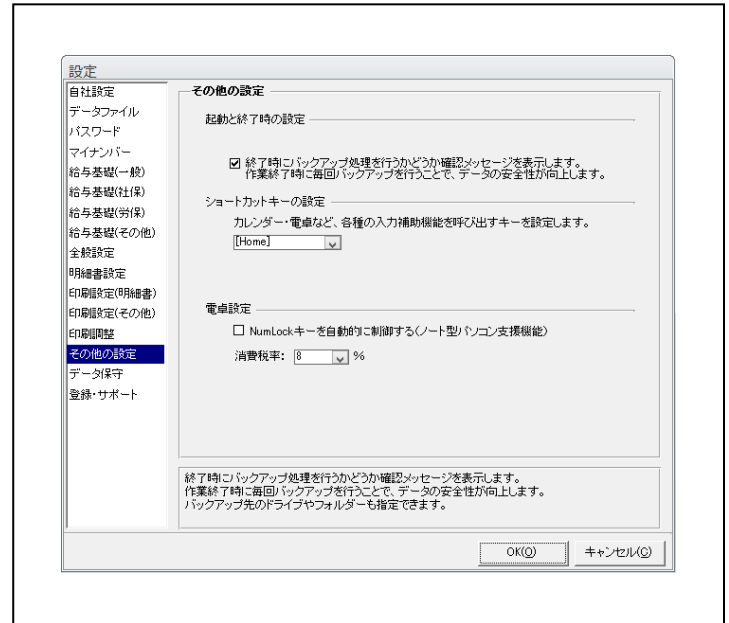 設定
自社設定
データファイル
パスワード
マイナンバー
給与基礎(一般)
給与基礎(社保)
給与基礎(労保)
給与基礎(その他)
全般設定
明細書設定
印刷設定(明細書)
印刷設定(その他)
印刷調整
その他の設定
データ保守
登録・サポート
その他の設定
起動と終了時の設定
終了時にバックアップ処理を行うかどうか確認メッセージを表示します。
作業終了時に毎回バックアップを行うことで、データの安全性が向上します。
ショートカットキーの設定
カレンダー・電卓など、各種の入力補助機能を呼び出すキーを設定します。
[Home]
電卓設定
NumLockキーを自動的に制御する(ノート型パソコン支援機能)
消費税率: 8 %
終了時にバックアップ処理を行うかどうか確認メッセージを表示します。
作業終了時に毎回バックアップを行うことで、データの安全性が向上します。
バックアップ先のドライブやフォルダーも指定できます。
OK(O) キャンセル(C)